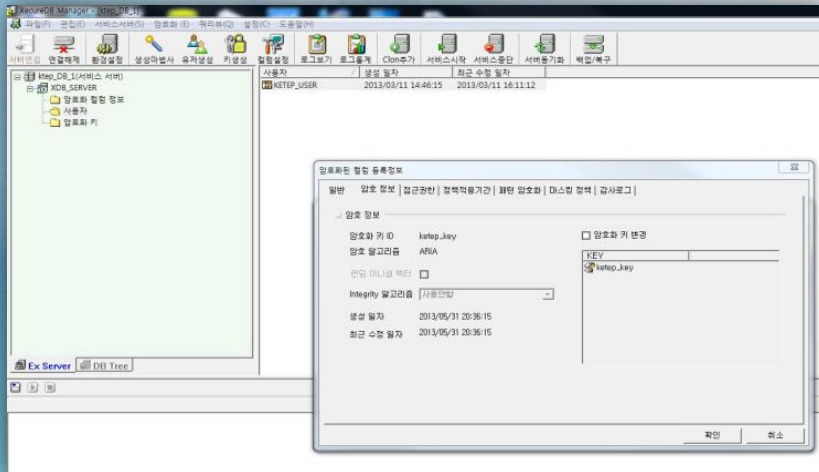 XecureDB Manager - [ktep_DB_1]
파일(F) 편집(E) 서비스서버(S) 암호화(E) 쿼리뷰(Q) 설정(C) 도움말(H)
서버연결 연결해제 환경설정 생성마법사 유저생성 키생성 컬럼설정 로그보기 로그통계 Clon추가 서비스시작 서비스중단 서버동기화 백업/복구
ktep_DB_1(서비스 서버)
XDB_SERVER
암호화 컬럼 정보
사용자
암호화 키
사용자 생성 일자 최근 수정 일자
KETEP_USER 2013/03/11 14:46:15 2013/03/11 16:11:12
암호화된 컬럼 등록정보
일반 암호 정보 접근권한 정책적용기간 패턴 암호화 마스킹 정책 감사로그
암호 정보
암호화 키 ID ketep_key
암호화 키 변경
암호 알고리즘 ARIA
KEY
ketep_key
랜덤 이니셜 벡터
Integrity 알고리즘 사용안함
생성 일자 2013/05/31 20:36:15
최근 수정 일자 2013/05/31 20:36:15
확인 취소
Ex Server DB Tree